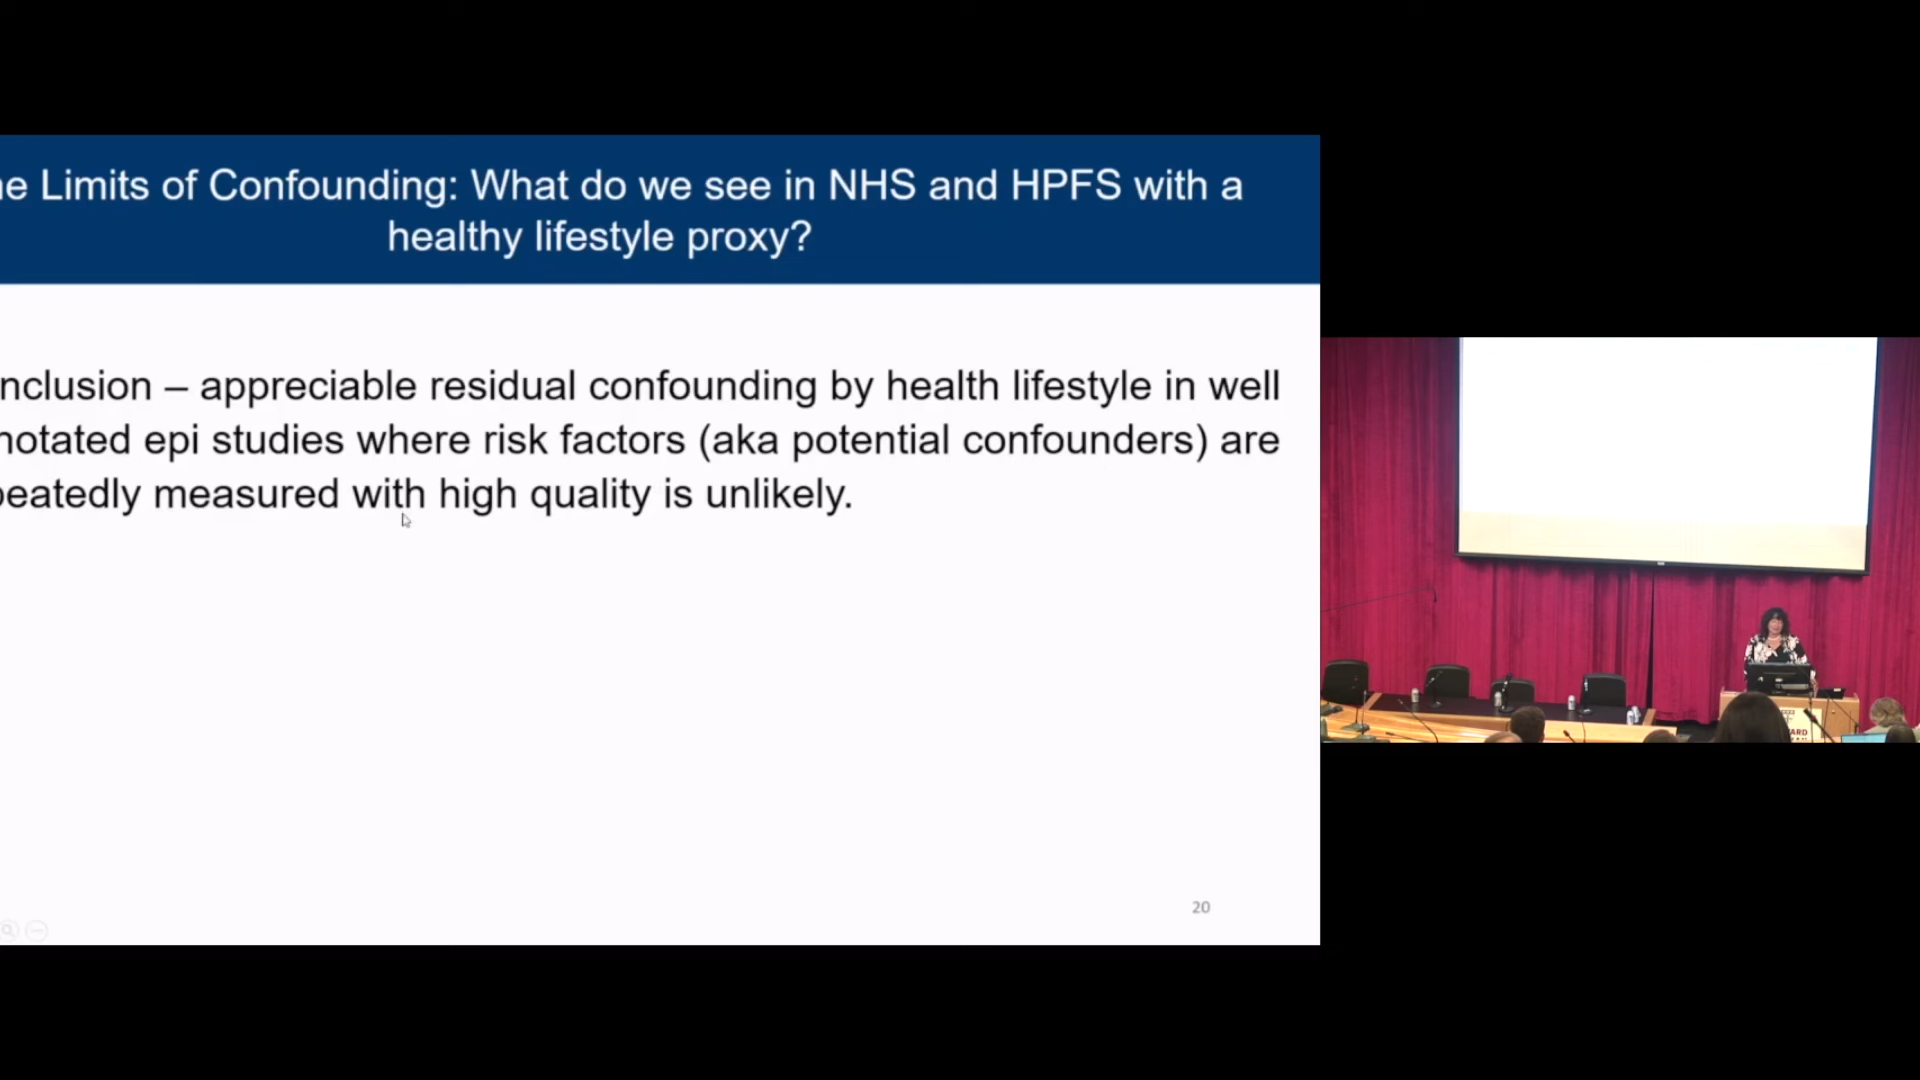 e Limits of Confounding: What do we see in NHS and HPFS with a
healthy lifestyle proxy?
nclusion – appreciable residual confounding by health lifestyle in well
notated epi studies where risk factors (aka potential confounders) are
eatedly measured with high quality is unlikely.
20
ARD